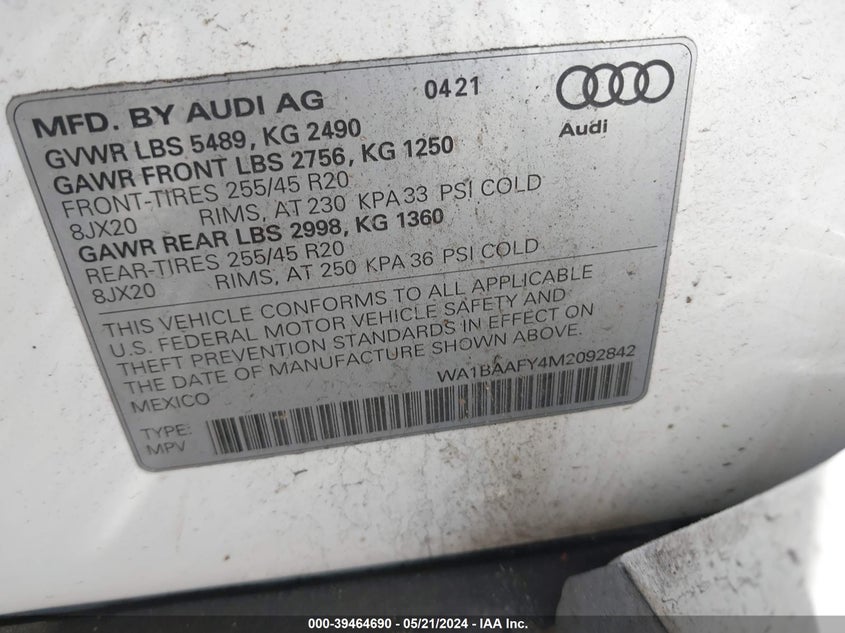 MFD. BY AUDI AG 0421
Audi
GVWR LBS 5489, KG 2490
GAWR FRONT LBS 2756, KG 1250
FRONT-TIRES 255/45 R20
8JX20 RIMS, AT 230 KPA 33 PSI COLD
GAWR REAR LBS 2998, KG 1360
REAR-TIRES 255/45 R20
8JX20 RIMS, AT 250 KPA 36 PSI COLD
THIS VEHICLE CONFORMS TO ALL APPLICABLE
U.S. FEDERAL MOTOR VEHICLE SAFETY AND
THEFT PREVENTION STANDARDS IN EFFECT ON
THE DATE OF MANUFACTURE SHOWN ABOVE.
MEXICO WA1BAAFY4M2092842
TYPE:
MPV
000-39464690 - 05/21/2024 - IAA Inc.